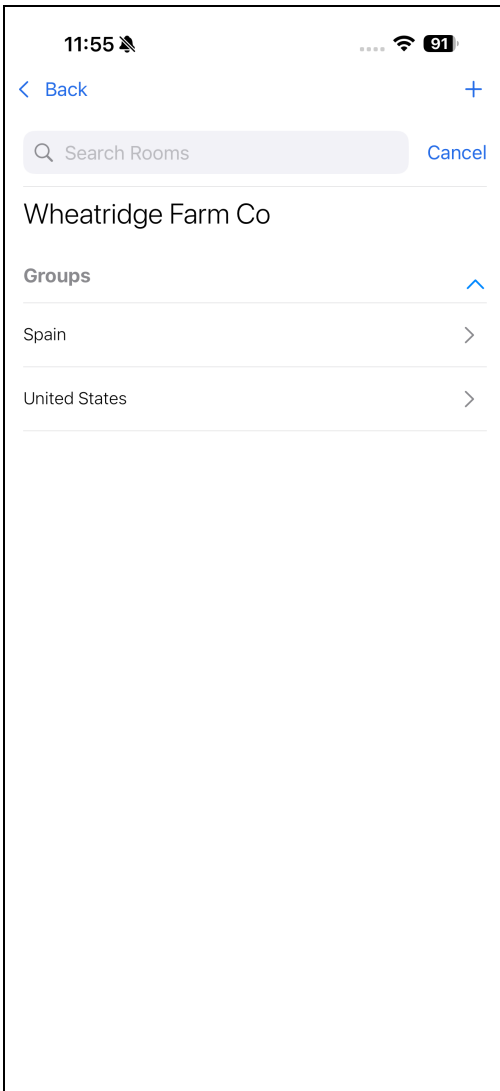 11:55
91
Back
Search Rooms
Cancel
Wheatridge Farm Co
Groups
Spain
United States